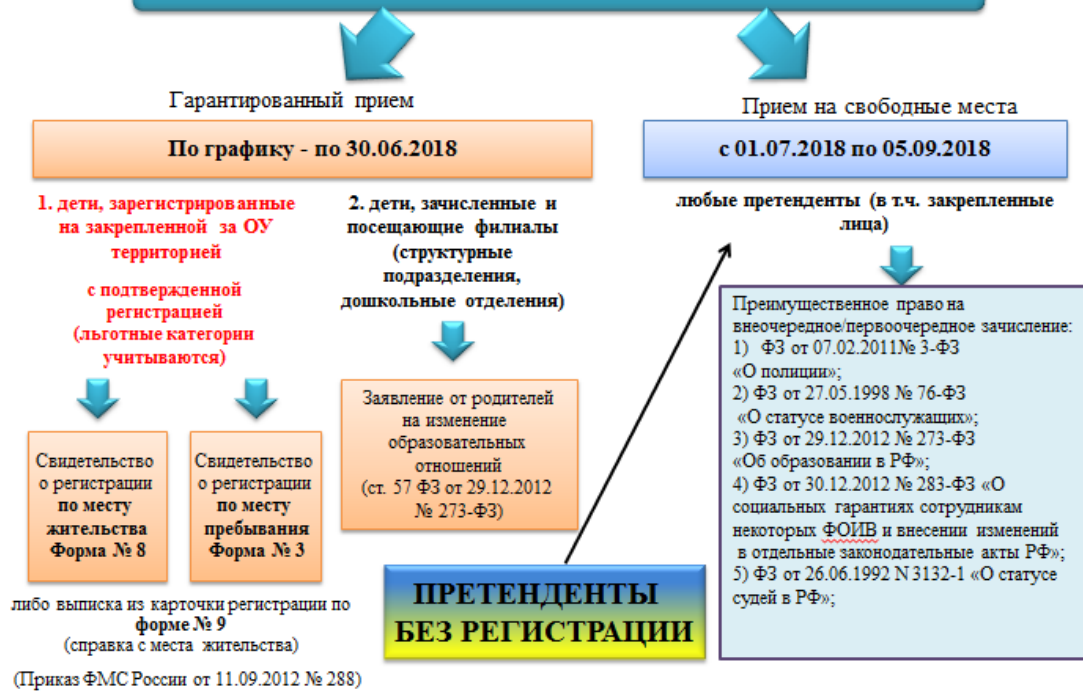 Гарантированный прием
По графику - по 30.06.2018
1. дети, зарегистрированные
на закрепленной за ОУ
территорией
с подтвержденной
регистрацией
(льготные категории
учитываются)
Свидетельство
о регистрации
по месту
жительства
Форма № 8
Свидетельство
о регистрации
по месту
пребывания
Форма № 3
либо выписка из карточки регистрации по
форме № 9
(справка с места жительства)
(Приказ ФМС России от 11.09.2012 № 288)
2. дети, зачисленные и
посещающие филиалы
(структурные
подразделения,
дошкольные отделения)
Заявление от родителей
на изменение
образовательных
отношений
(ст. 57 ФЗ от 29.12.2012
№ 273-ФЗ)
ПРЕТЕНДЕНТЫ
БЕЗ РЕГИСТРАЦИИ
Прием на свободные места
с 01.07.2018 по 05.09.2018
любые претенденты (в т.ч. закрепленные
лица)
Преимущественное право на
внеочередное/первоочередное зачисление:
1) ФЗ от 07.02.2011№ 3-ФЗ
«О полиции»;
2) ФЗ от 27.05.1998 № 76-ФЗ
«О статусе военнослужащих»;
3) ФЗ от 29.12.2012 № 273-ФЗ
«Об образовании в РФ»;
4) ФЗ от 30.12.2012 № 283-ФЗ «О
социальных гарантиях сотрудникам
некоторых ФОИВ и внесении изменений
в отдельные законодательные акты РФ»;
5) ФЗ от 26.06.1992 N 3132-1 «О статусе
судей в РФ»;